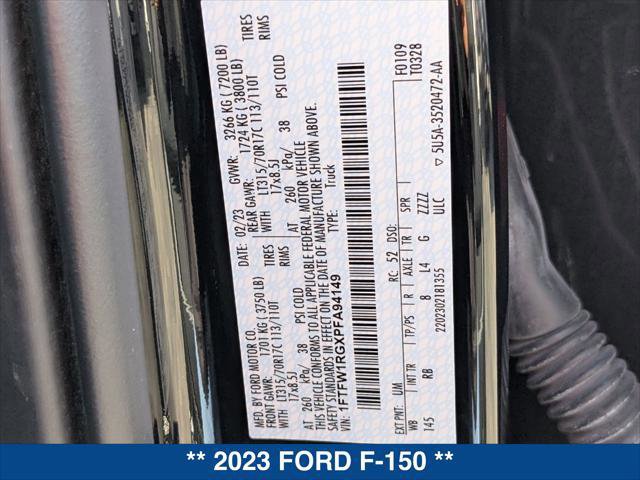 MFD. BY FORD MOTOR CO.
DATE: 02/23 GVWR: 3266 KG ( 7200 LB)
FRONT GAWR: 1701 KG ( 3750 LB) REAR GAWR: 1724 KG ( 3800 LB)
LT315/70R17C 113/110T TIRES WITH LT315/70R17C 113/110T TIRES
17x8.5J RIMS 17x8.5J RIMS
AT 260 kPa/ 38 PSI COLD AT 260 kPa/ 38 PSI COLD
THIS VEHICLE CONFORMS TO ALL APPLICABLE FEDERAL MOTOR VEHICLE
SAFETY STANDARDS IN EFFECT ON THE DATE OF MANUFACTURE SHOWN ABOVE.
VIN: 1FTFW1RGXPFA94149 TYPE: Truck
F0109
T0328
EXT PNT: UM RC: 52 DSO:
WB INT TR TP/PS R AXLE TR SPR
145 RB 8 L4 G ZZZZ
2202302181355 ULC
5U5A-3520472-AA
** 2023 FORD F-150 **